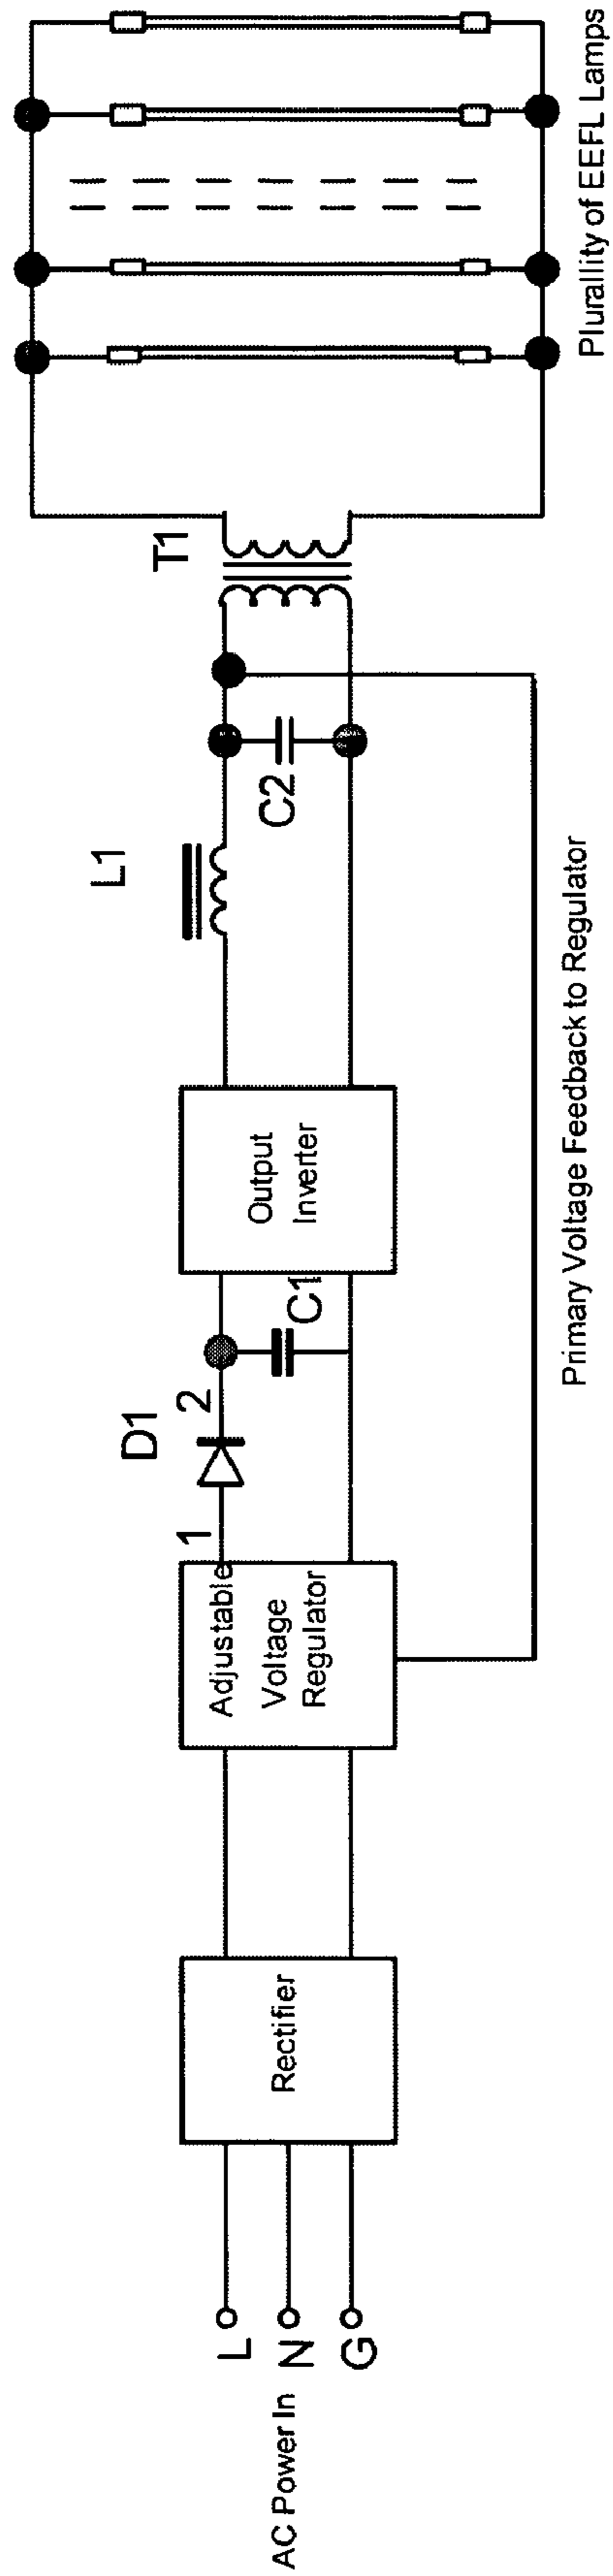 AC Power In
L
N
G
Rectifier
Adjustable
Voltage
Regulator
1
D1
2
C1
Output
Inverter
L1
C2
T1
Primary Voltage Feedback to Regulator
Plurallity of EEFL Lamps